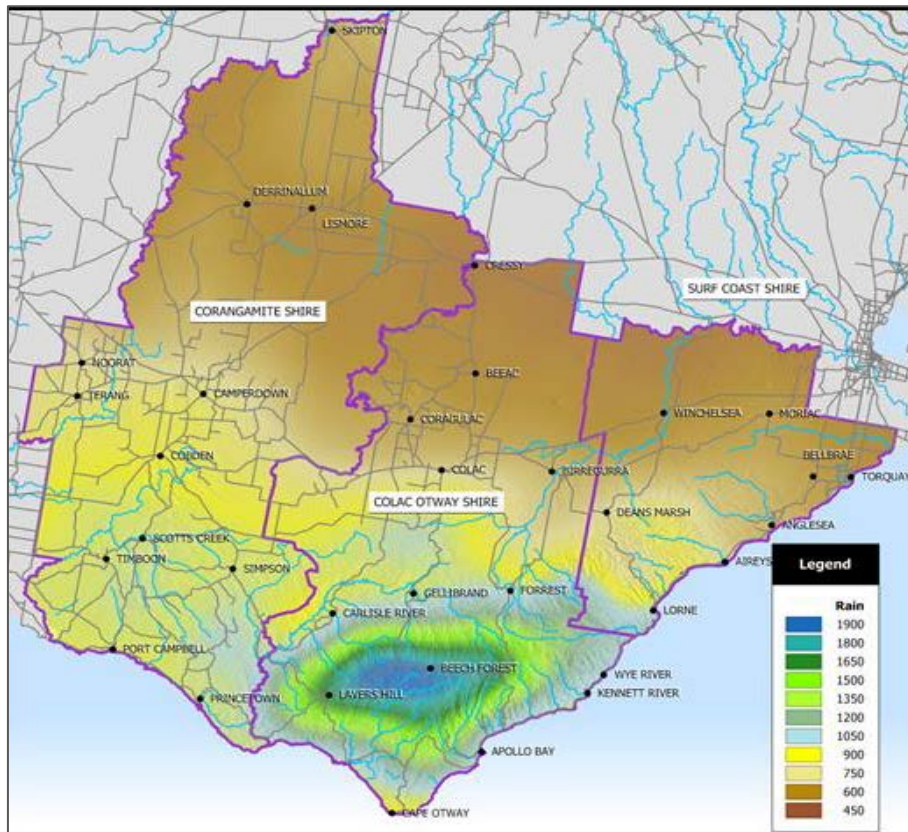 SKIPTON
DERRINALLUM
LISMORE
CRESSY
SURF COAST SHIRE
CORANGAMITE SHIRE
NOORAT
BEEAC
TERANG
CAMPERDOWN
WINCHELSEA
MORIAC
CORAGULAC
COBDEN
BELLBRAE
COLAC
BIRREGURRA
TORQUAY
COLAC OTWAY SHIRE
DEANS MARSH
ANGLESEA
SCOTTS CREEK
TIMBOON
SIMPSON
AIREYS
GELLIBRAND
FORREST
CARLISLE RIVER
LORNE
PORT CAMPBELL
BEECH FOREST
WYE RIVER
LAVERS HILL
KENNETT RIVER
PRINCETOWN
APOLLO BAY
CAPE OTWAY
Legend
Rain
1900
1800
1650
1500
1350
1200
1050
900
750
600
450